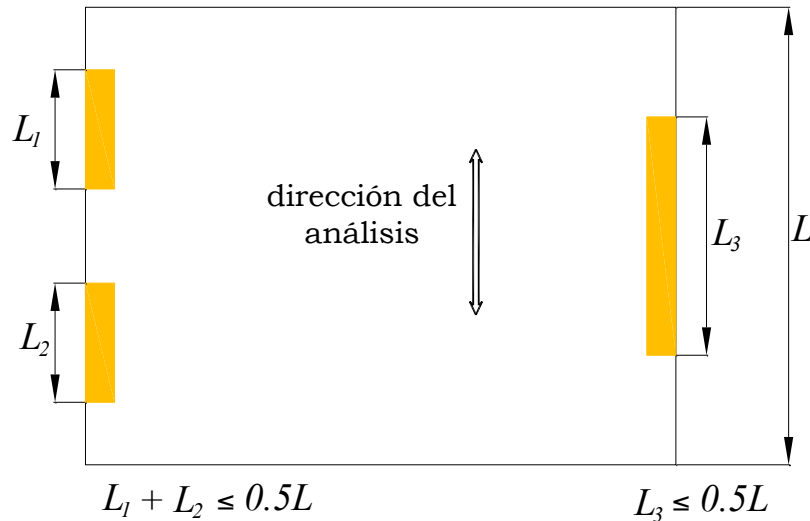 L1
dirección del
análisis
L3
L
L2
L1 + L2 ≤ 0.5L
L3 ≤ 0.5L